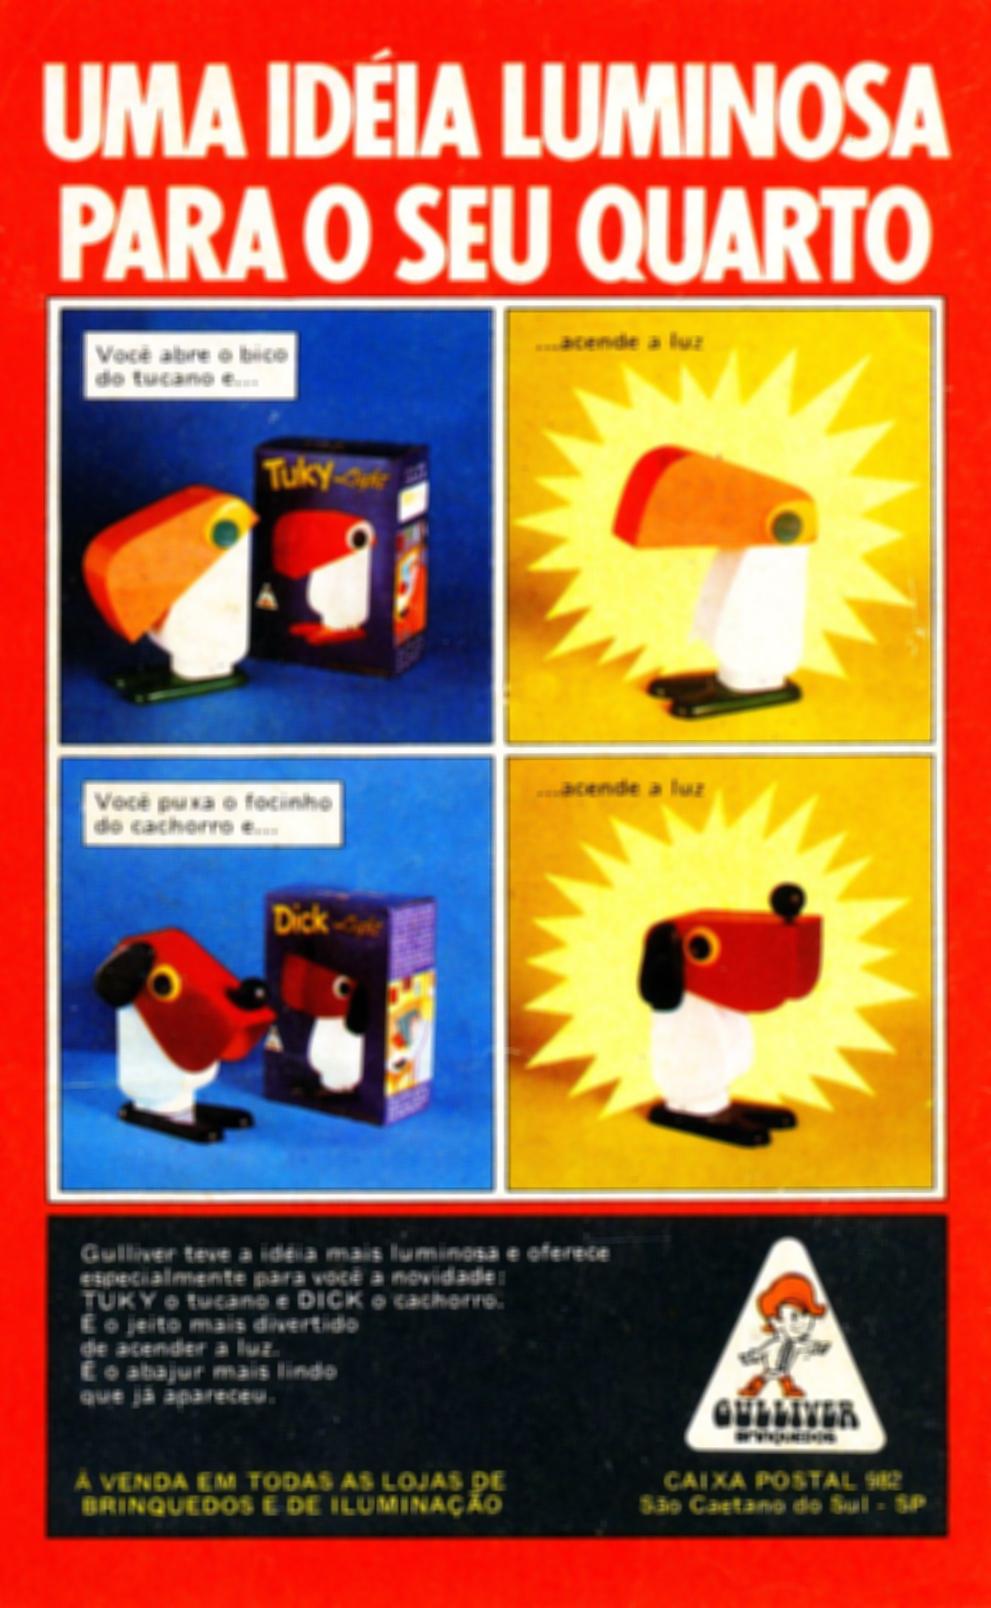 UMA IDÉIA LUMINOSA
PARA O SEU QUARTO
Você abre o bico
do tucano e...
...acende a luz
Tuky
Você puxa o focinho
do cachorro e...
...acende a luz
Dick
Gulliver teve a idéia mais luminosa e oferece
especialmente para você a novidade:
TUKY o tucano e DICK o cachorro.
É o jeito mais divertido
de acender a luz.
É o abajur mais lindo
que já apareceu.
GULLIVER
BRINQUEDOS
À VENDA EM TODAS AS LOJAS DE
BRINQUEDOS E DE ILUMINAÇÃO
CAIXA POSTAL 982
São Caetano do Sul - SP